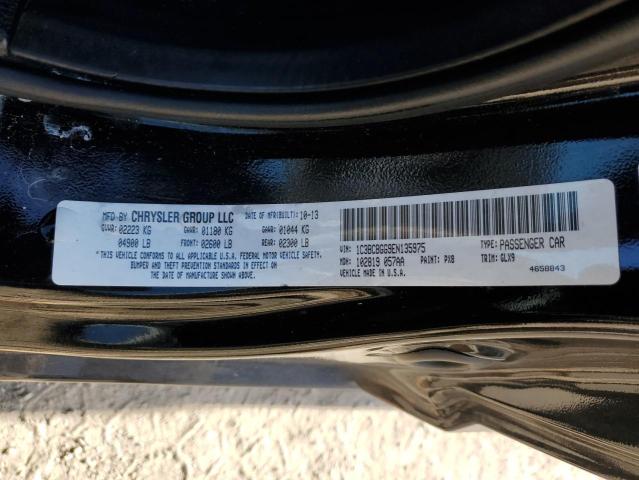 MFD BY CHRYSLER GROUP LLC DATE OF MFR(BUILT): 10-13
GVWR: 02223 KG GAWR: 01180 KG GAWR: 01044 KG
04900 LB FRONT: 02600 LB REAR: 02300 LB
"THIS VEHICLE CONFORMS TO ALL APPLICABLE U.S.A. FEDERAL MOTOR VEHICLE SAFETY,
BUMPER AND THEFT PREVENTION STANDARDS IN EFFECT ON
THE DATE OF MANUFACTURE SHOWN ABOVE."
THIS VEHICLE MANUFACTURED IN U.S.A.
VIN: 1C3BCBGG9EN135975 TYPE: PASSENGER CAR
MDH: 102819 057AA PAINT: PX8 TRIM: GLX9
4658843